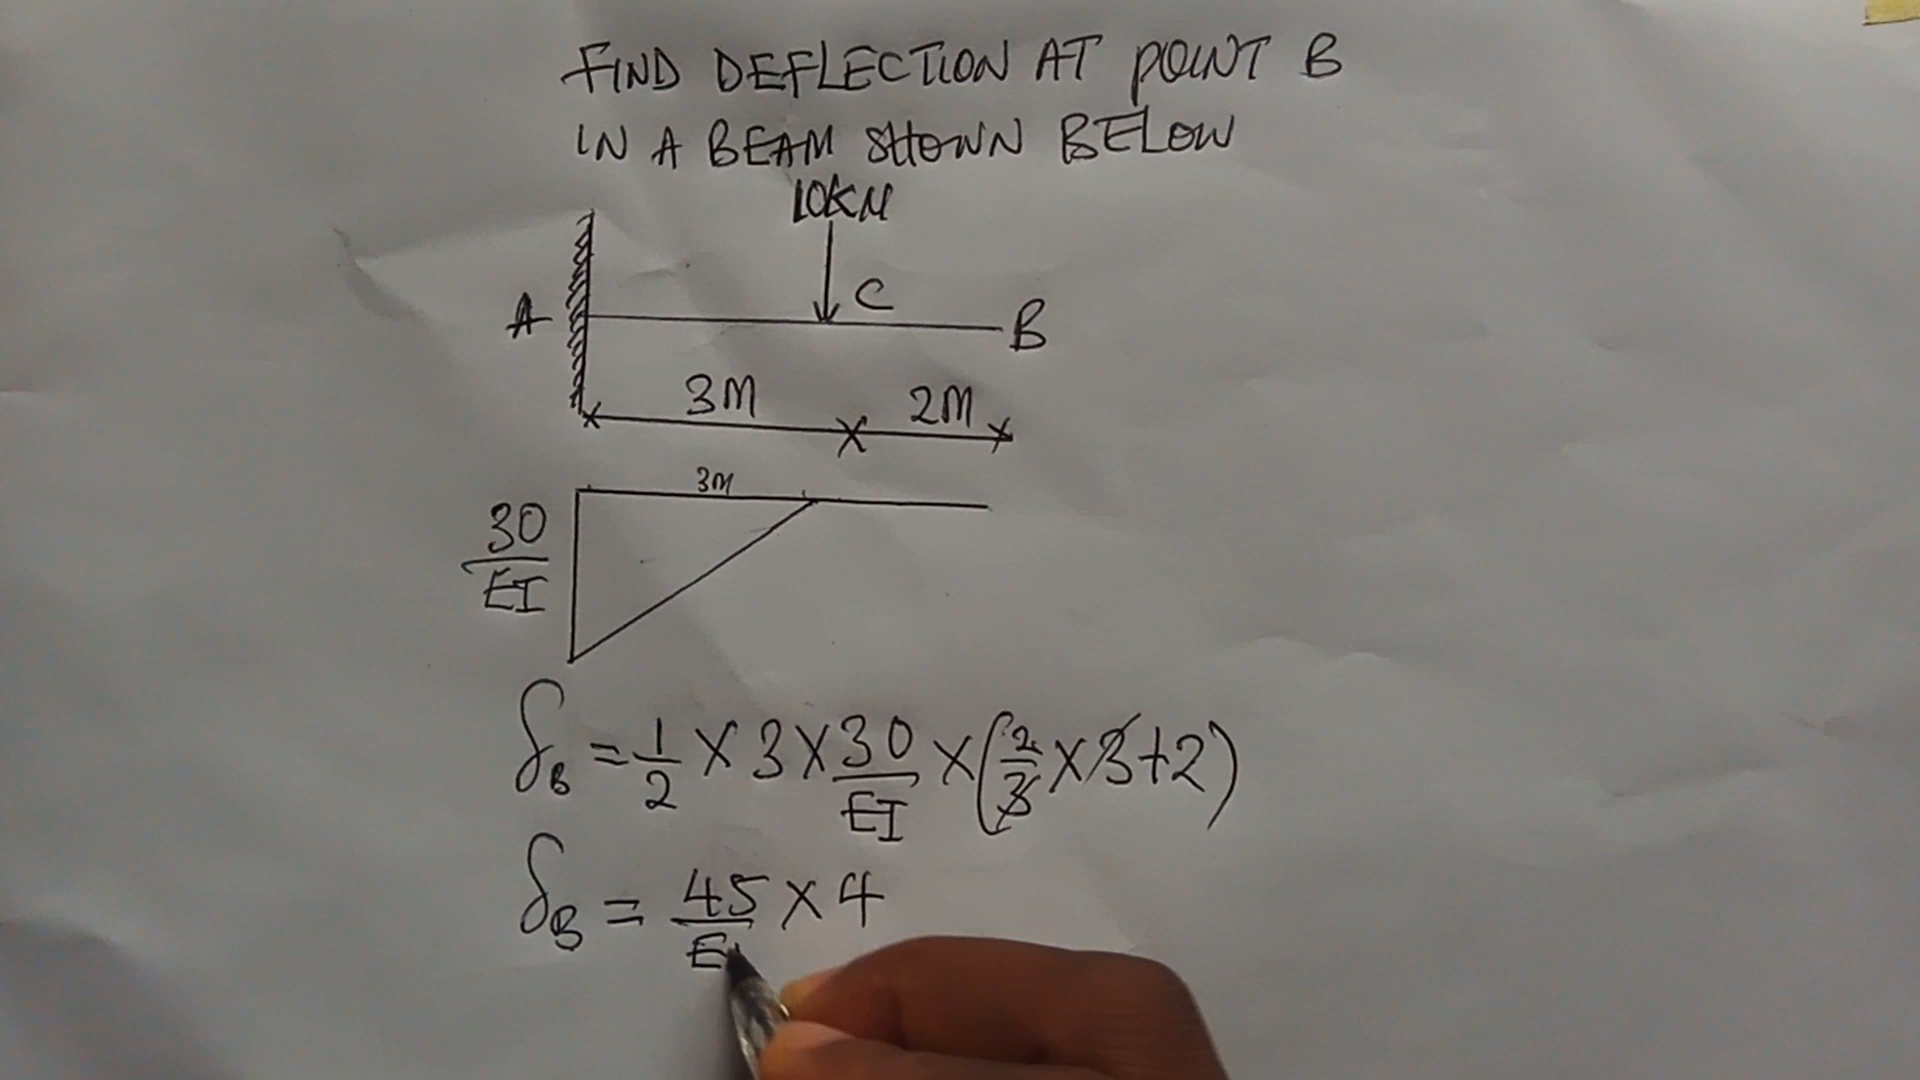 FIND DEFLECTION AT POINT B
IN A BEAM SHOWN BELOW
10KN
A
C
B
3M
2M
3M
30
EI
δB = 1/2 × 3 × 30/EI × (2/3 × 3 + 2)
δB = 45/E × 4